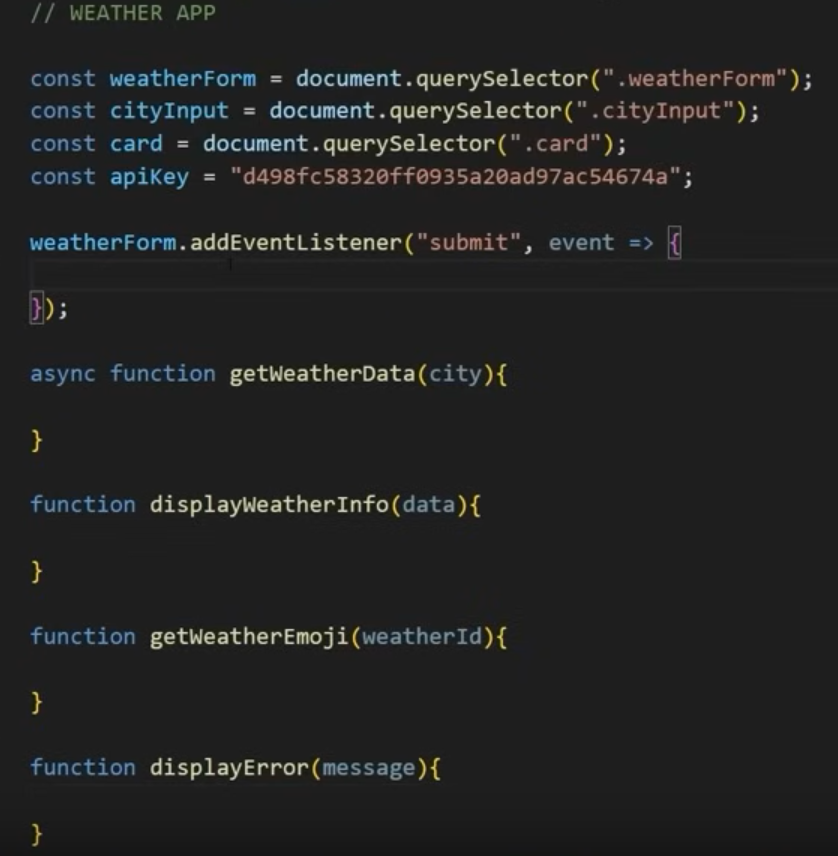 // WEATHER APP
const weatherForm = document.querySelector(".weatherForm");
const cityInput = document.querySelector(".cityInput");
const card = document.querySelector(".card");
const apiKey = "d498fc58320ff0935a20ad97ac54674a";
weatherForm.addEventListener("submit", event => {
});
async function getWeatherData(city){
}
function displayWeatherInfo(data){
}
function getWeatherEmoji(weatherId){
}
function displayError(message){
}